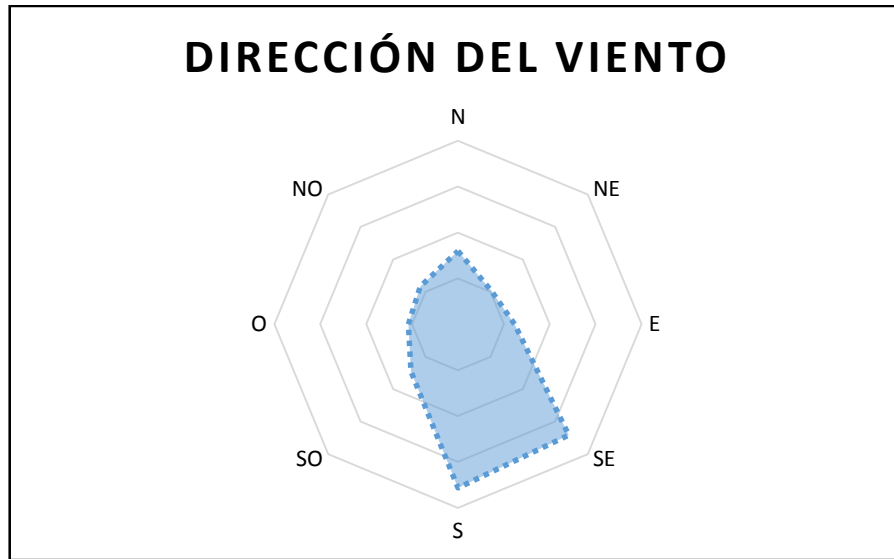 DIRECCIÓN DEL VIENTO
N
NO
NE
O
E
SO
SE
S